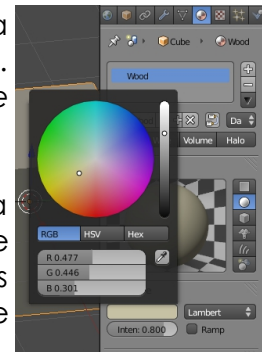 a
.
e
a
e
s
e
Cube
Wood
Wood
Da
Volume
Halo
RGB
HSV
Hex
R 0.477
G 0.446
B 0.301
Lambert
Inten: 0.800
Ramp